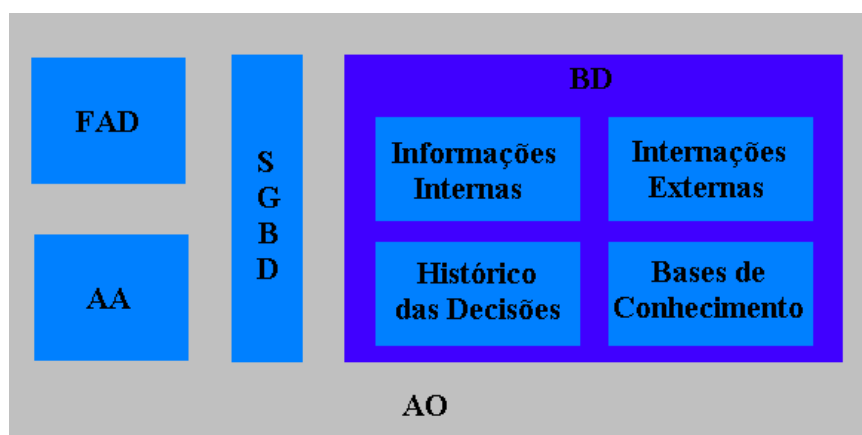 FAD
AA
S
G
B
D
BD
Informações
Internas
Internações
Externas
Histórico
das Decisões
Bases de
Conhecimento
AO